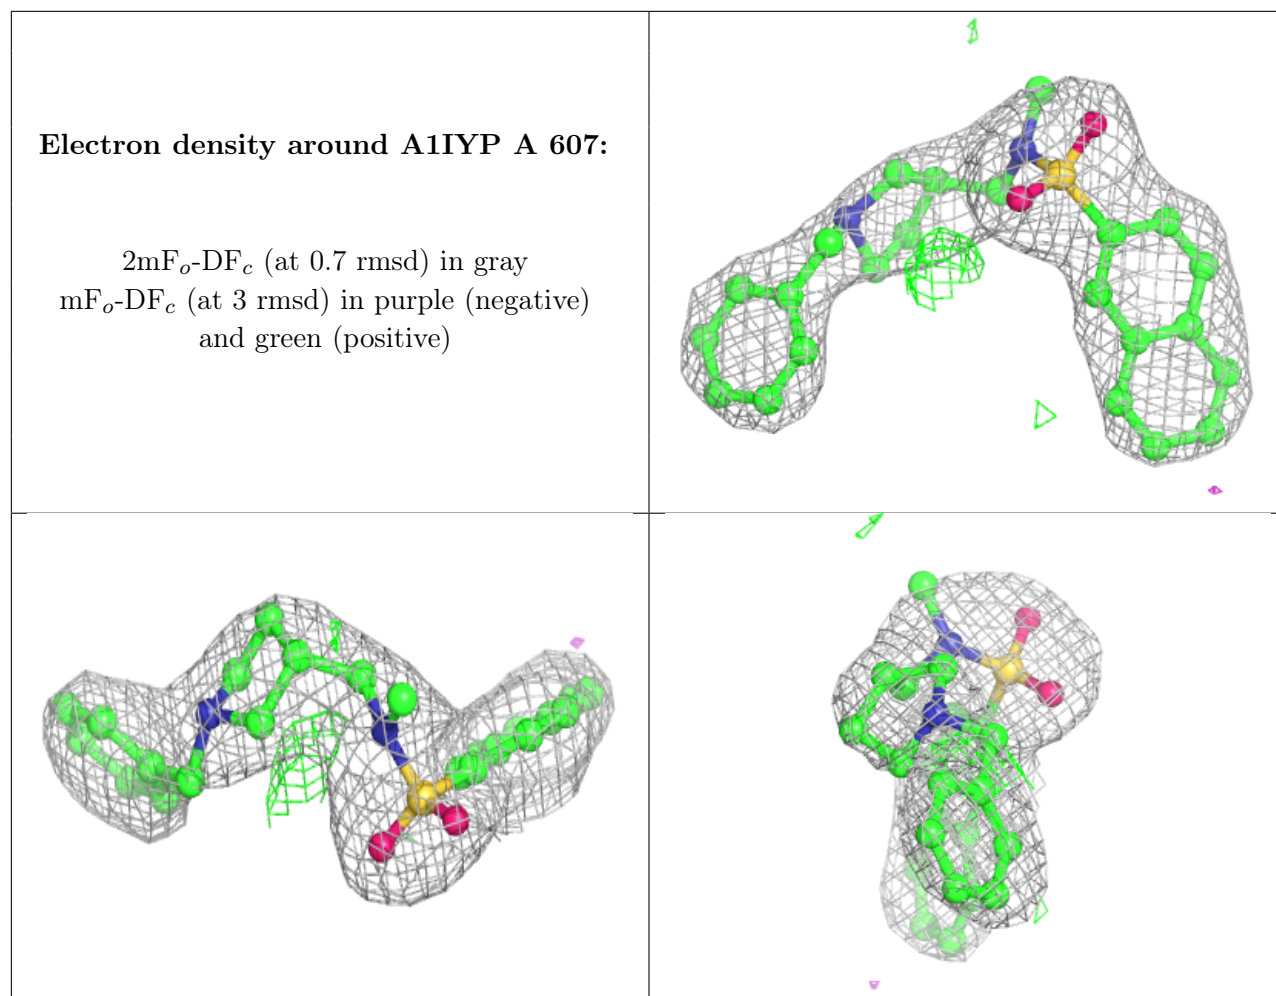 Electron density around A1IYP A 607:
2mFo-DFc (at 0.7 rmsd) in gray
mFo-DFc (at 3 rmsd) in purple (negative)
and green (positive)